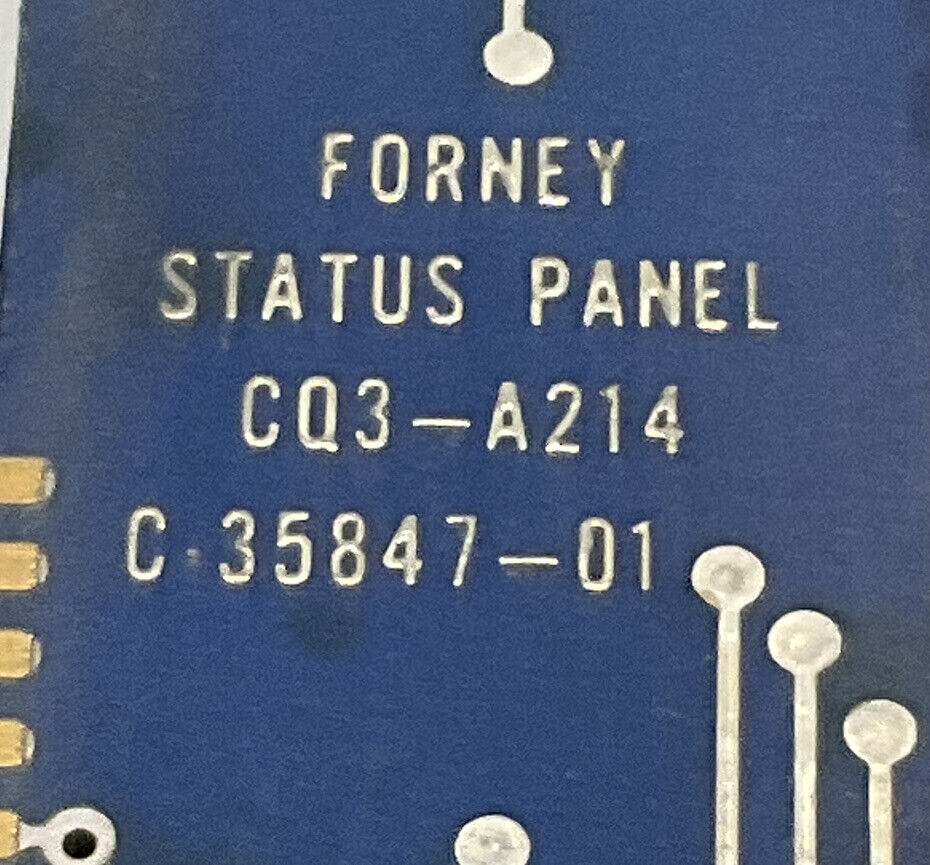 FORNEY
STATUS PANEL
CQ3-A214
C-35847-01